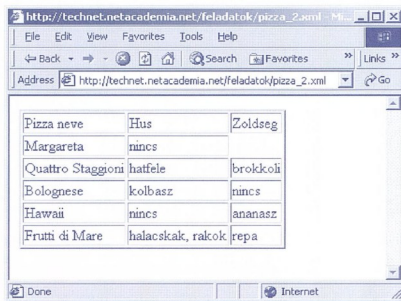 http://technet.netacademia.net/feladatok/pizza_2.xml - Mi...
File Edit View Favorites Tools Help
Back Search Favorites » Links »
Address http://technet.netacademia.net/feladatok/pizza_2.xml Go
Pizza neve Hus Zoldseg
Margareta nincs
Quattro Staggioni hatfele brokkoli
Bolognese kolbasz nincs
Hawaii nincs ananasz
Frutti di Mare halacskak, rakok repa
Done Internet